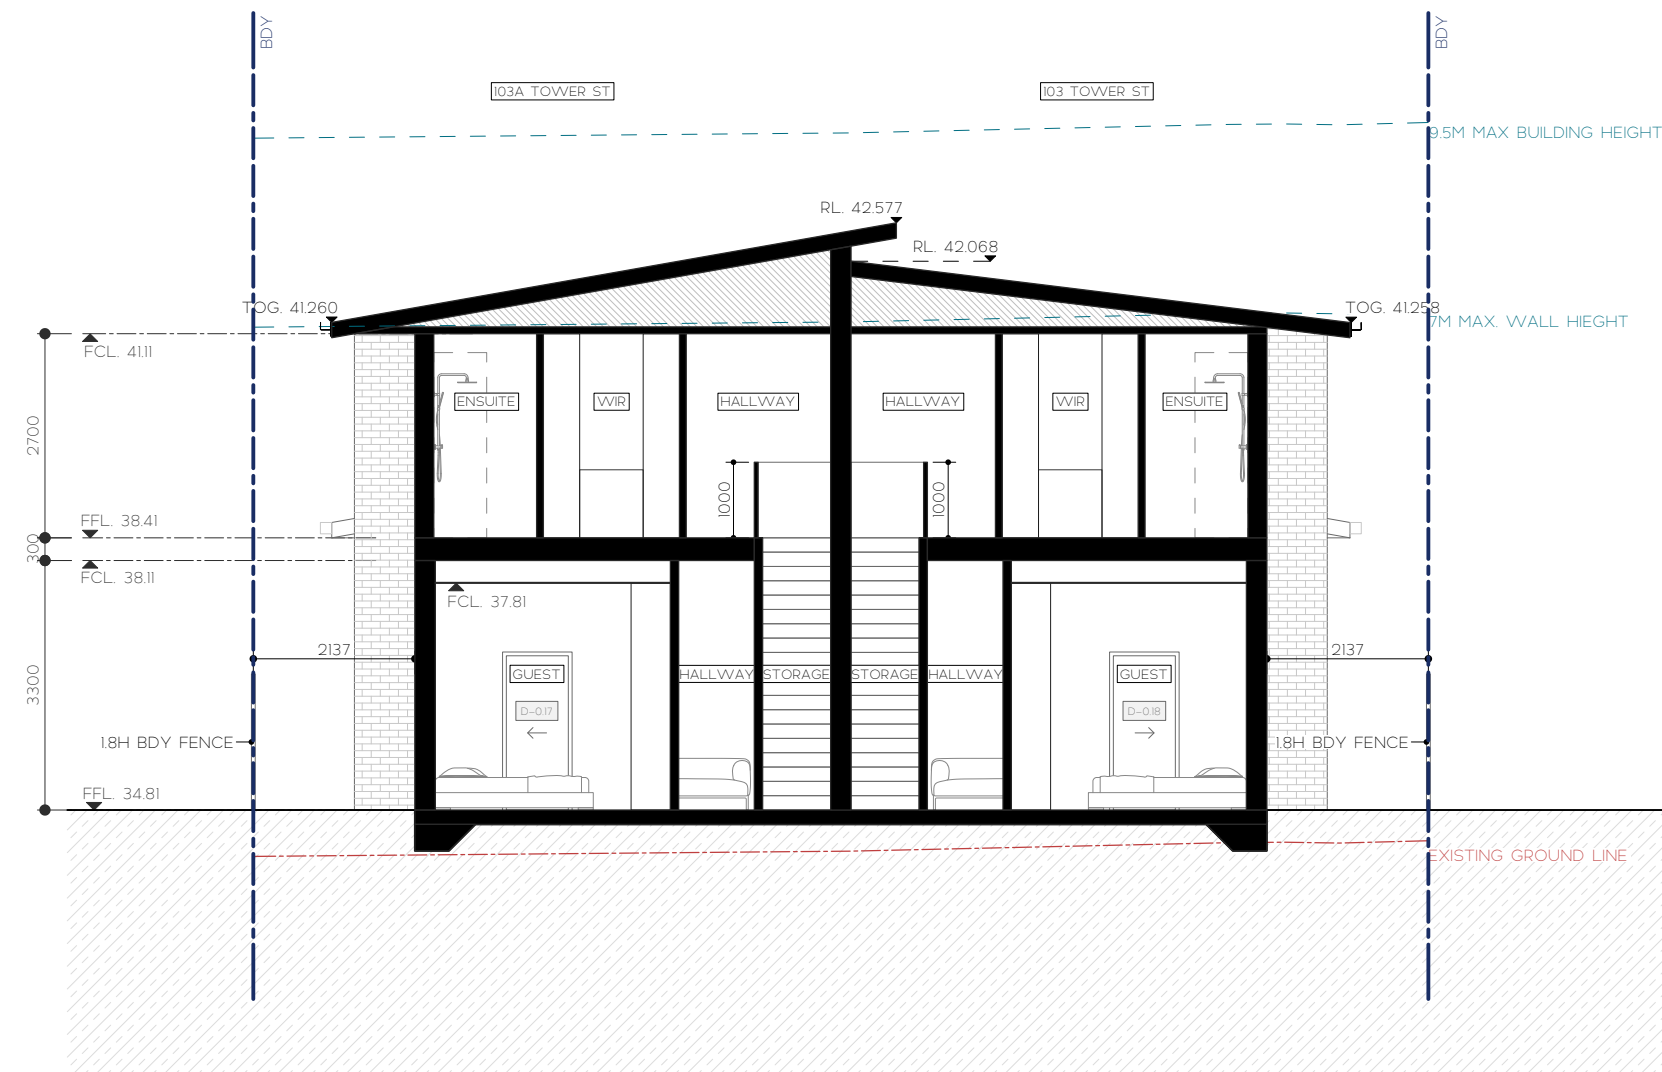 BDY
BDY
103A TOWER ST
103 TOWER ST
9.5M MAX BUILDING HEIGHT
RL. 42.577
RL. 42.068
TOG. 41.260
TOG. 41.258
7M MAX. WALL HIEGHT
FCL. 41.11
ENSUITE
WIR
HALLWAY
HALLWAY
WIR
ENSUITE
2700
1000
1000
FFL. 38.41
300
FCL. 38.11
FCL. 37.81
2137
2137
3300
GUEST
HALLWAY
STORAGE
STORAGE
HALLWAY
GUEST
D-0.17
D-0.18
1.8H BDY FENCE
1.8H BDY FENCE
FFL. 34.81
EXISTING GROUND LINE